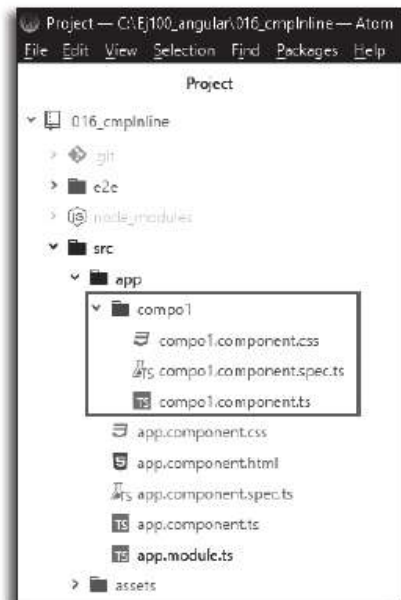 Project — C:\Ej100_angular\016_cmpInline — Atom
File Edit View Selection Find Packages Help
Project
016_cmpInline
.git
e2e
node_modules
src
app
compo1
compo1.component.css
compo1.component.spec.ts
compo1.component.ts
app.component.css
app.component.html
app.component.spec.ts
app.component.ts
app.module.ts
assets